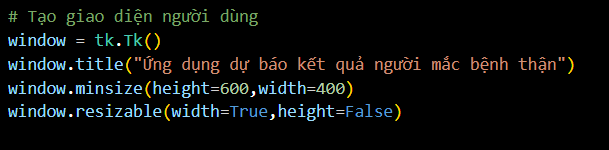 # Tạo giao diện người dùng
window = tk.Tk()
window.title("Ứng dụng dự báo kết quả người mắc bệnh thận")
window.minsize(height=600,width=400)
window.resizable(width=True,height=False)